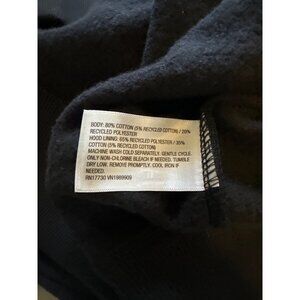 BODY: 80% COTTON (5% RECYCLED COTTON) / 20%
RECYCLED POLYESTER
HOOD LINING: 65% RECYCLED POLYESTER / 35%
COTTON (5% RECYCLED COTTON)
MACHINE WASH COLD SEPARATELY. GENTLE CYCLE.
ONLY NON-CHLORINE BLEACH IF NEEDED. TUMBLE
DRY LOW. REMOVE PROMPTLY. COOL IRON IF
NEEDED.
RN17730 VN1989909